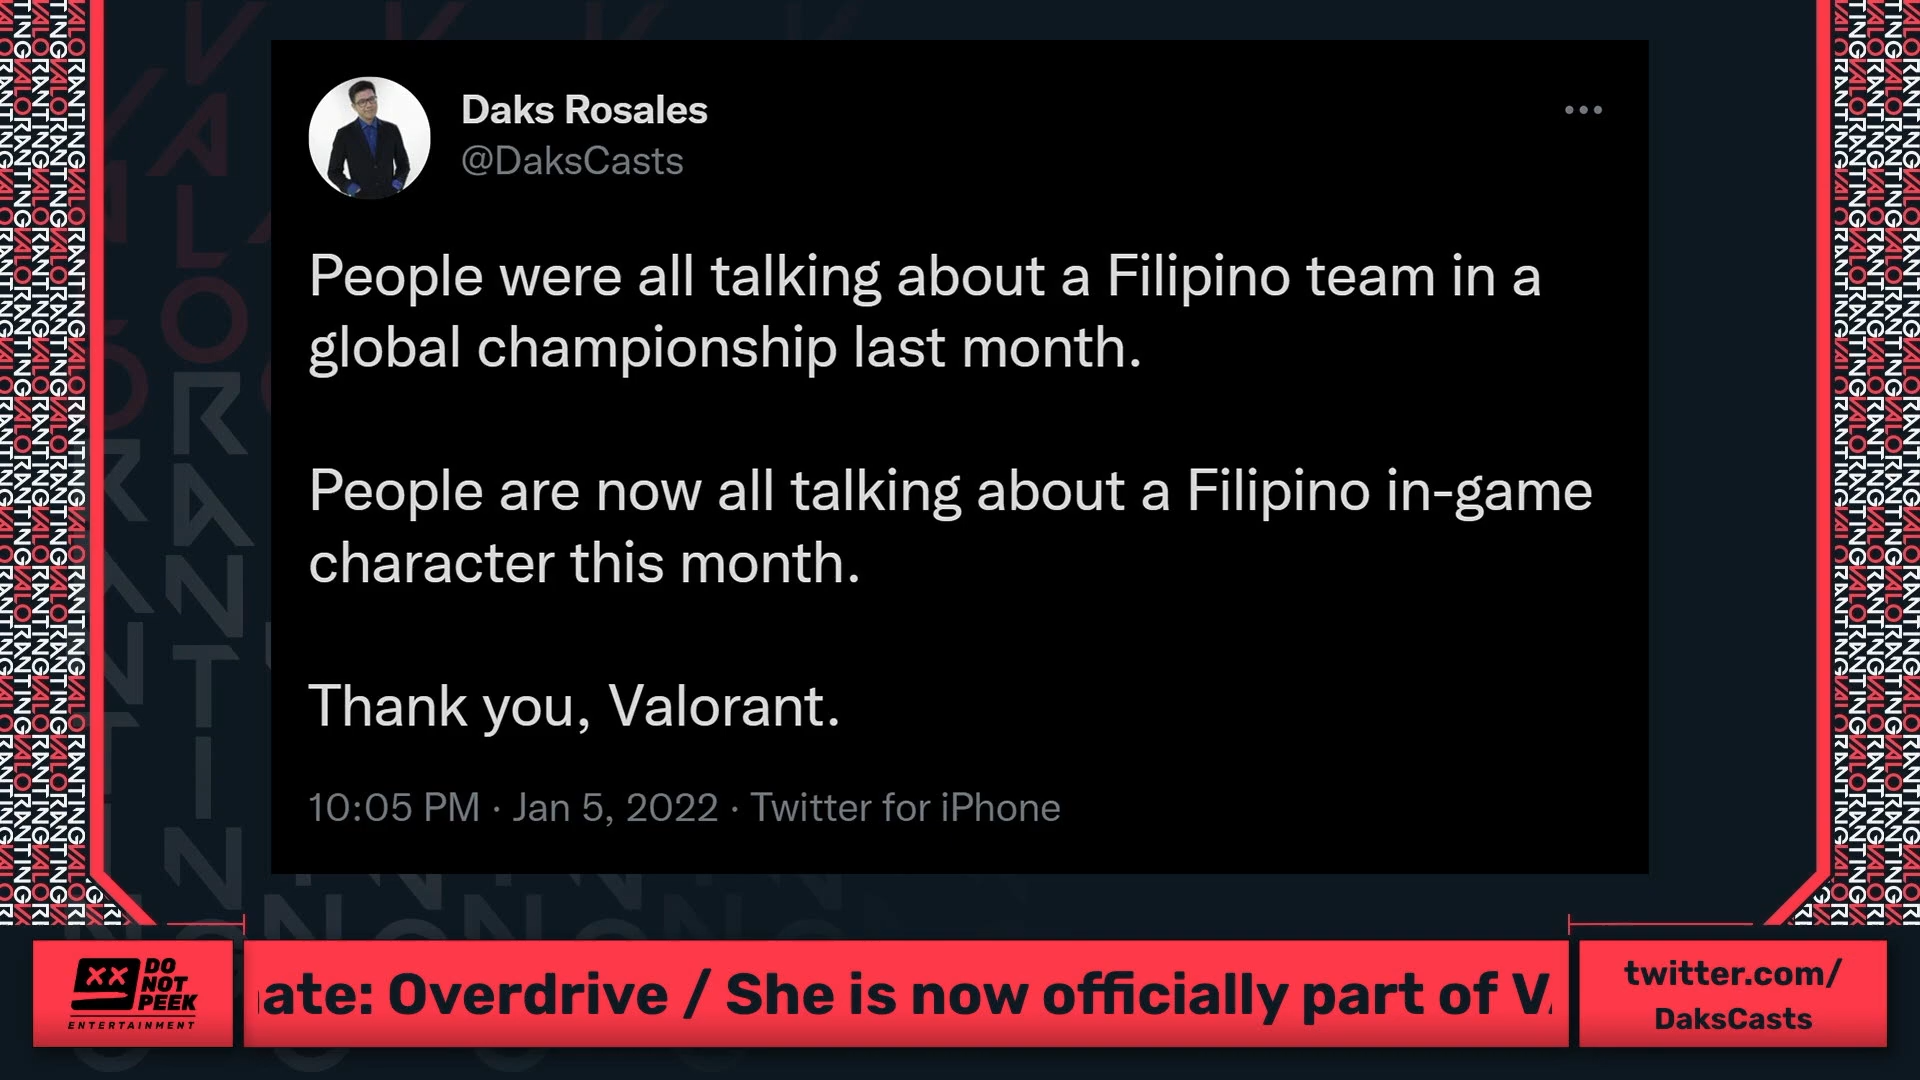 Daks Rosales
@DaksCasts
People were all talking about a Filipino team in a
global championship last month.
People are now all talking about a Filipino in-game
character this month.
Thank you, Valorant.
10:05 PM · Jan 5, 2022 · Twitter for iPhone
XX DO
NOT
PEEK
ENTERTAINMENT
ate: Overdrive / She is now officially part of V
twitter.com/
DaksCasts
VALORANTING